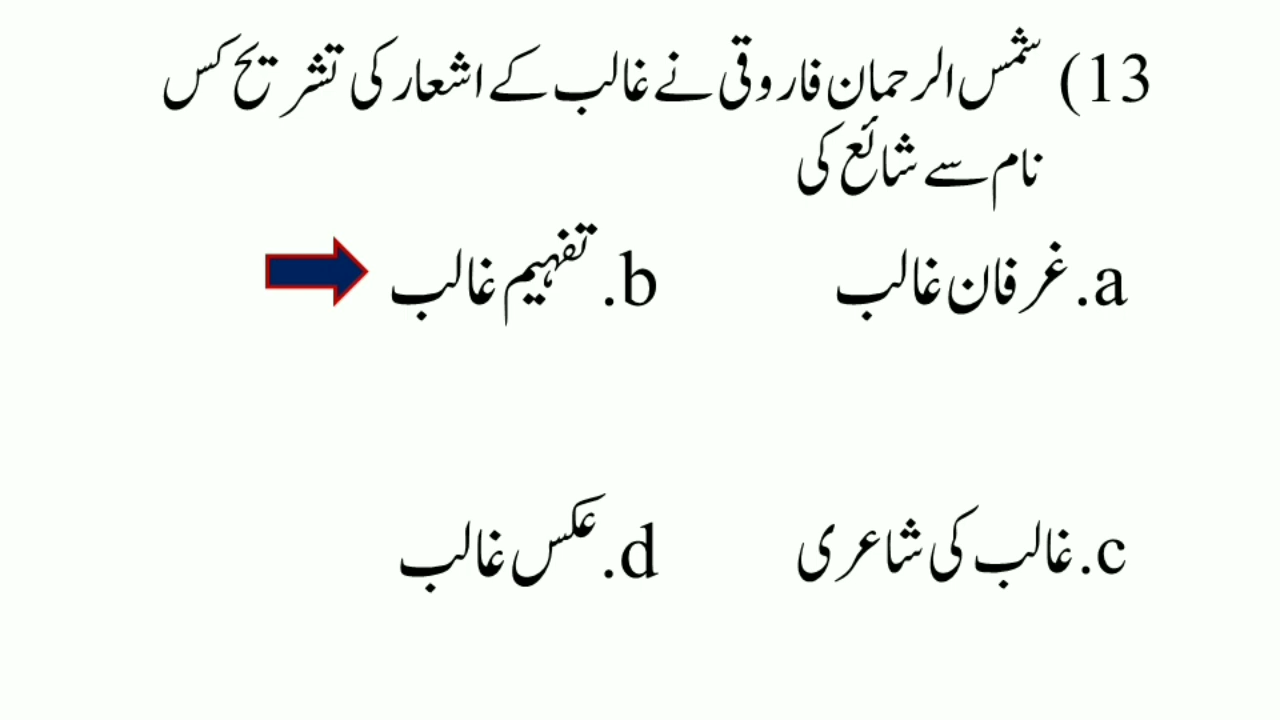 13) شمس الرحمان فاروقی نے غالب کے اشعار کی تشریح کس
نام سے شائع کی
a. غرفان غالب b. تفہیم غالب
c. غالب کی شاعری d. عکس غالب